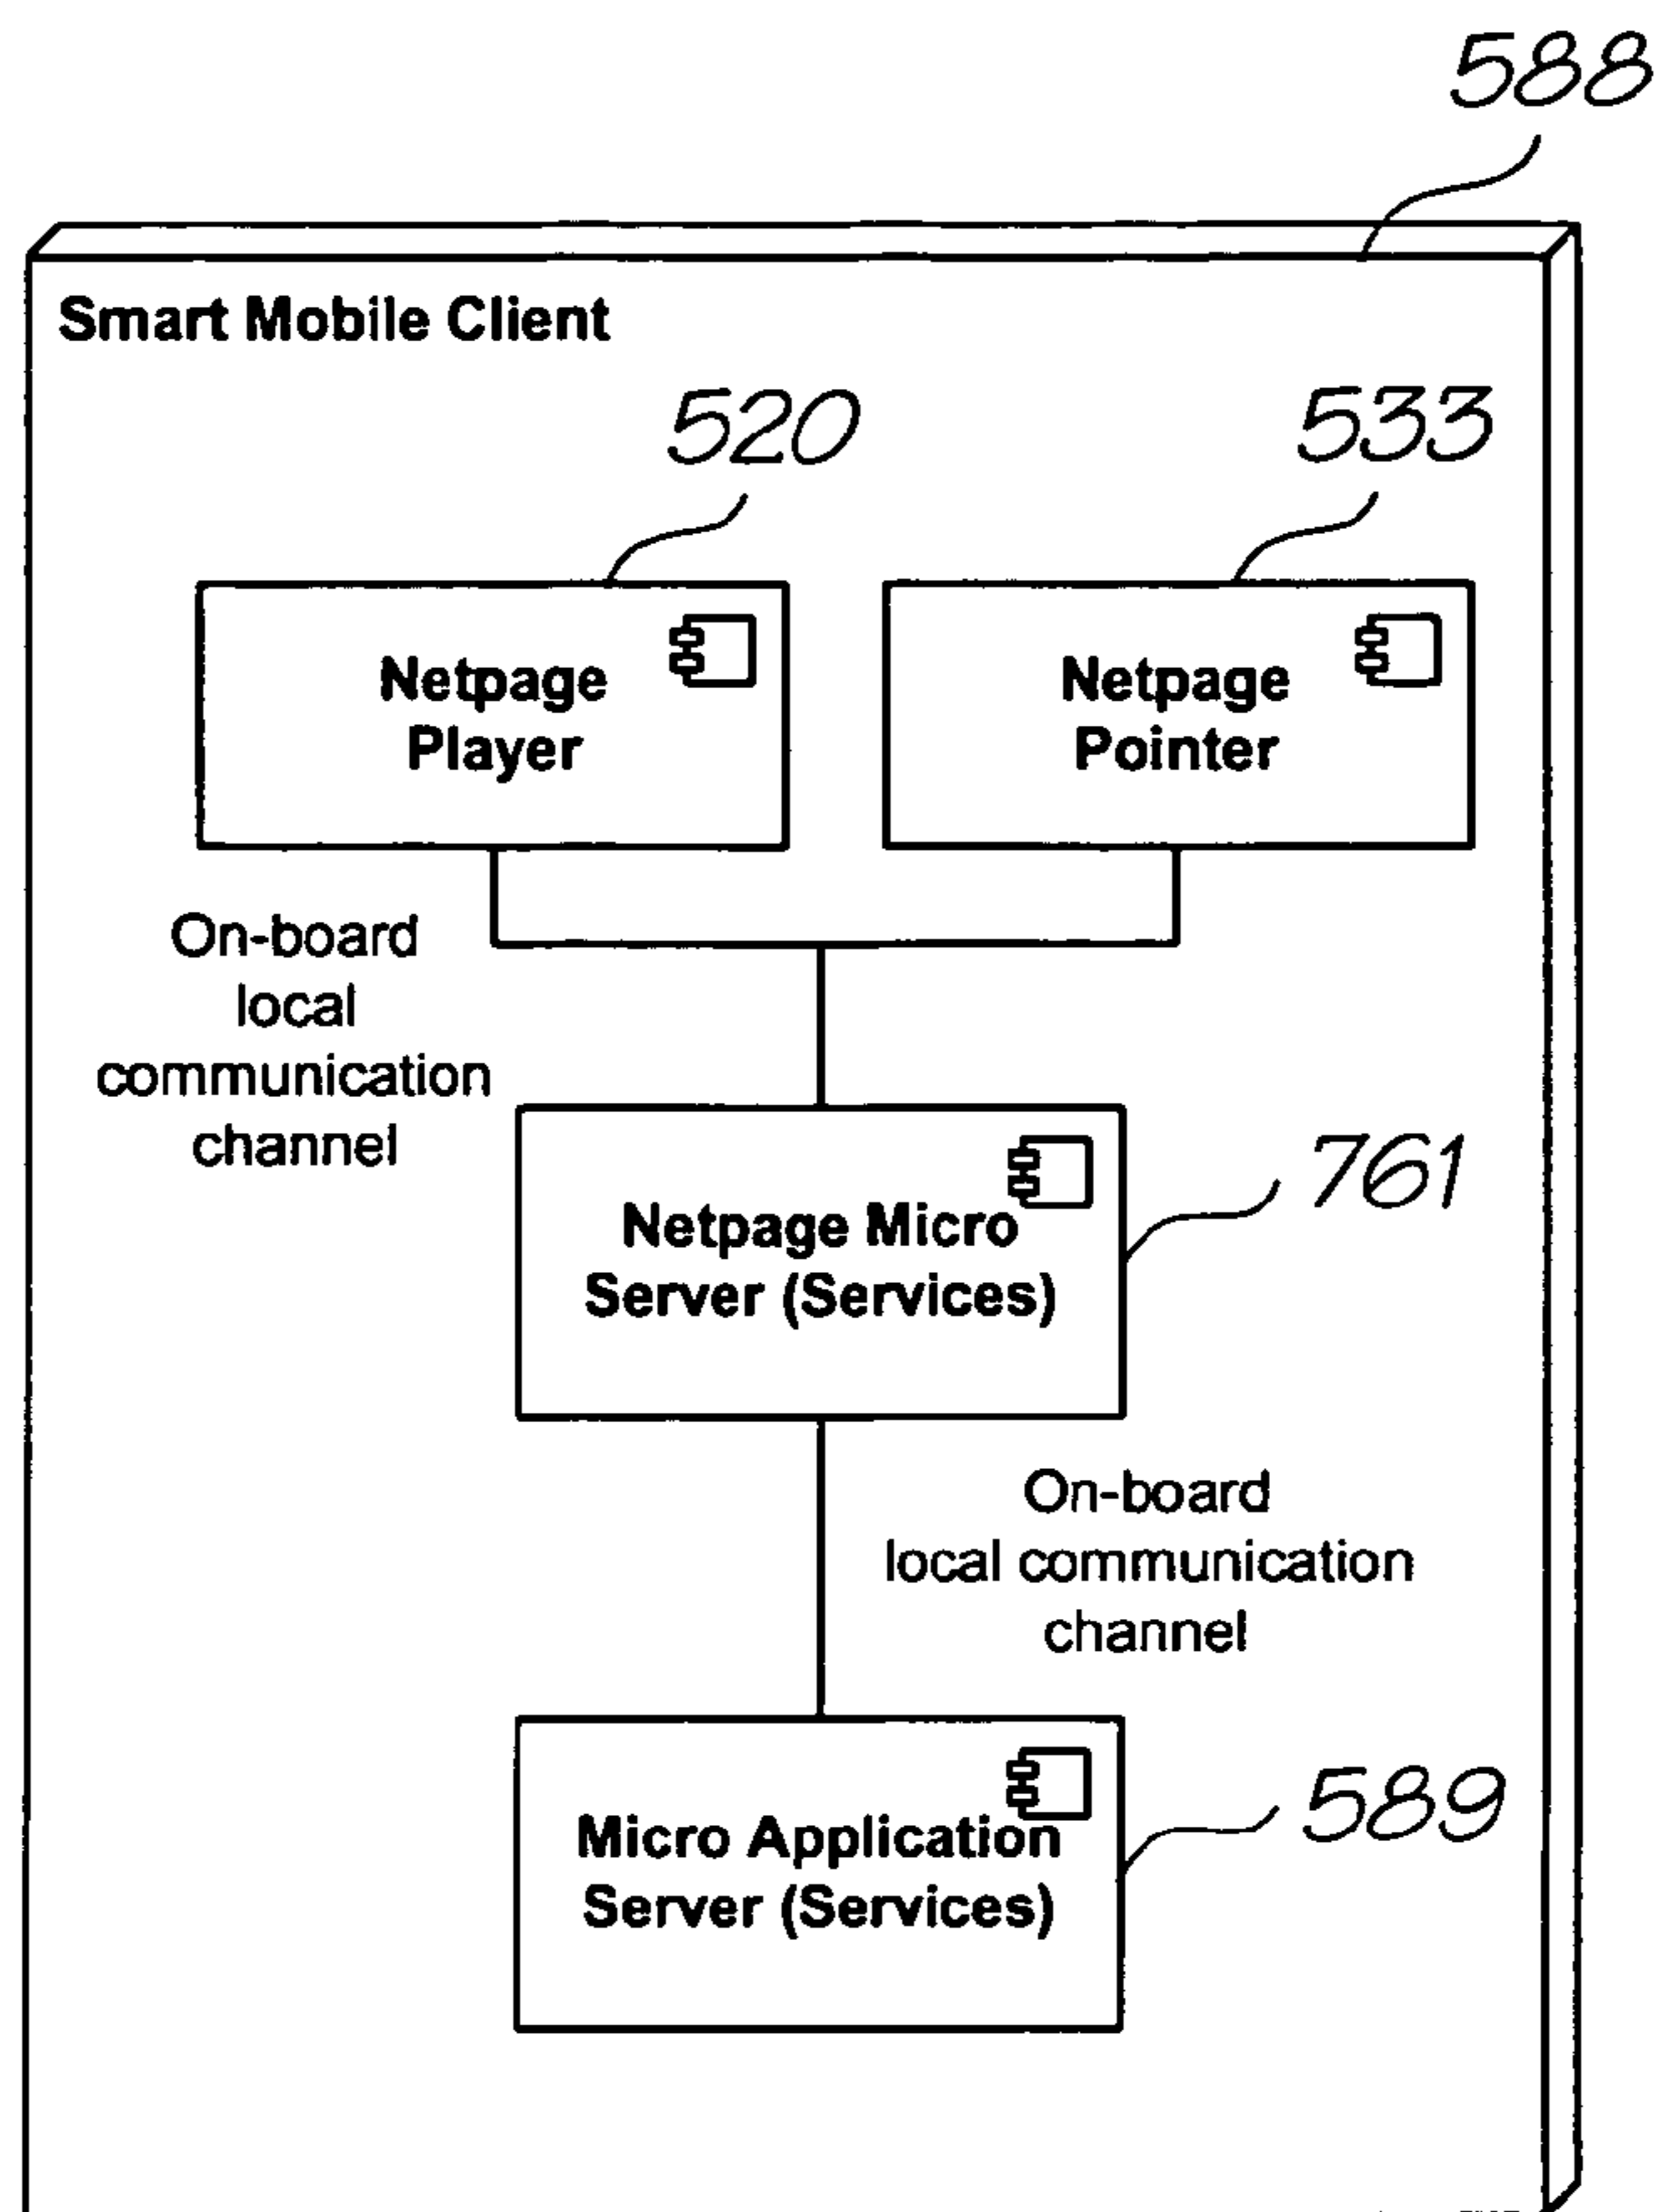 588
Smart Mobile Client
520
533
Netpage
Player
Netpage
Pointer
On-board
local
communication
channel
761
Netpage Micro
Server (Services)
On-board
local communication
channel
589
Micro Application
Server (Services)